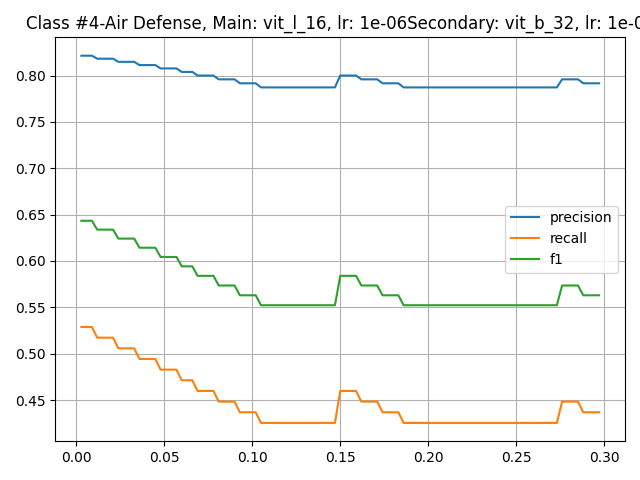 Class #4-Air Defense, Main: vit_l_16, lr: 1e-06Secondary: vit_b_32, lr: 1e-0
0.80
0.75
0.70
0.65
0.60
0.55
0.50
0.45
precision
recall
f1
0.00 0.05 0.10 0.15 0.20 0.25 0.30